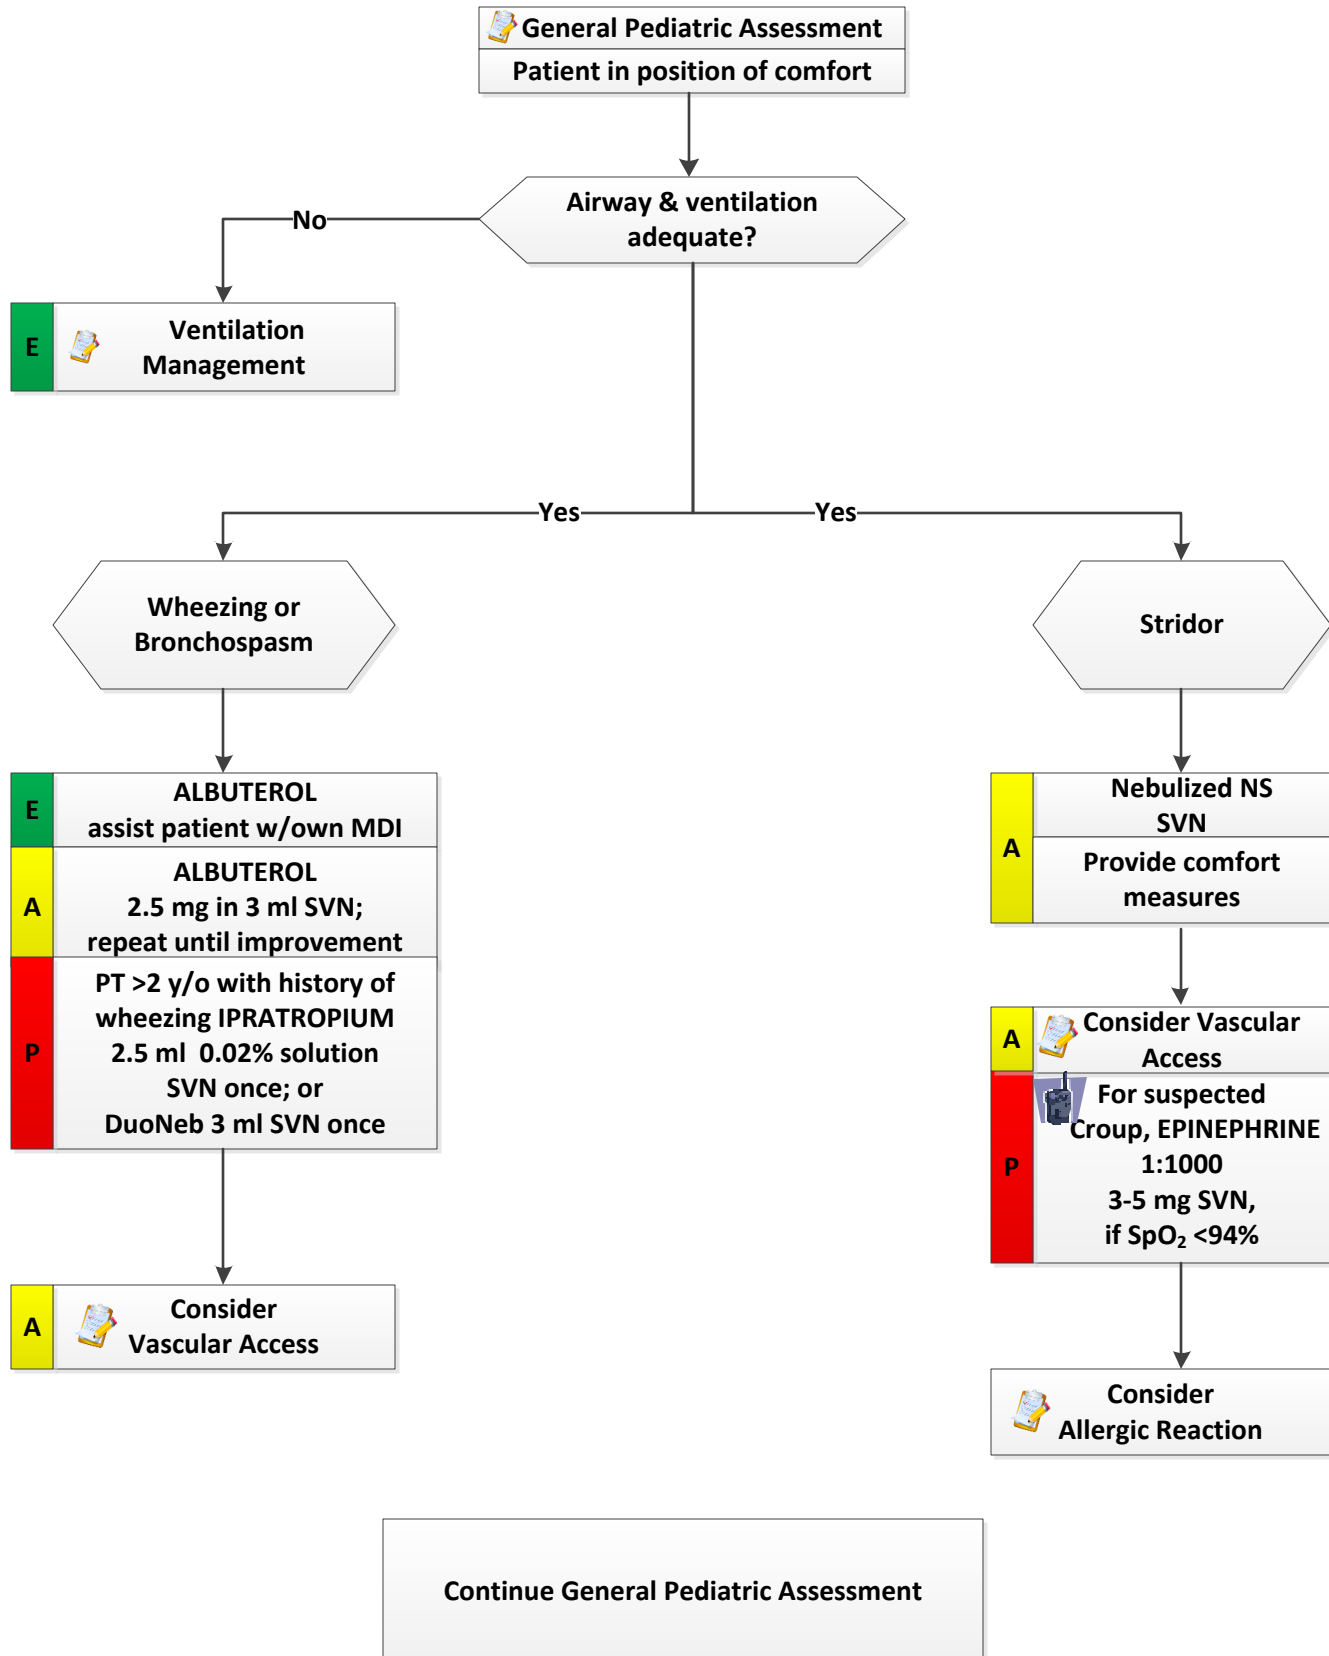 General Pediatric Assessment
Patient in position of comfort
Airway & ventilation
adequate?
No
E
Ventilation
Management
Yes
Yes
Wheezing or
Bronchospasm
Stridor
E
ALBUTEROL
assist patient w/own MDI
A
ALBUTEROL
2.5 mg in 3 ml SVN;
repeat until improvement
P
PT >2 y/o with history of
wheezing IPRATROPIUM
2.5 ml 0.02% solution
SVN once; or
DuoNeb 3 ml SVN once
A
Consider
Vascular Access
A
Nebulized NS
SVN
Provide comfort
measures
A
Consider Vascular
Access
P
For suspected
Croup, EPINEPHRINE
1:1000
3-5 mg SVN,
if SpO₂ <94%
Consider
Allergic Reaction
Continue General Pediatric Assessment